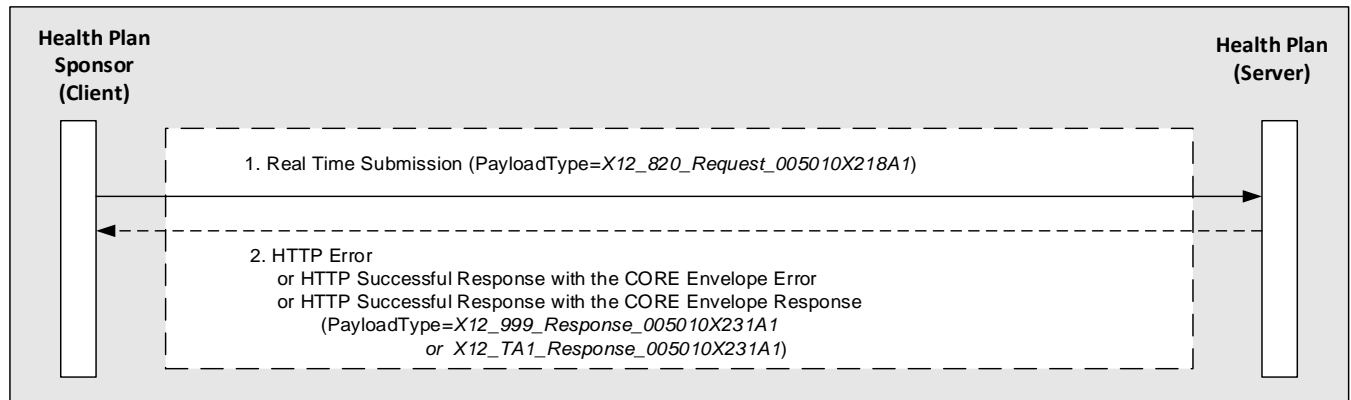 Health Plan
Sponsor
(Client)
Health Plan
(Server)
1. Real Time Submission (PayloadType=X12_820_Request_005010X218A1)
2. HTTP Error
or HTTP Successful Response with the CORE Envelope Error
or HTTP Successful Response with the CORE Envelope Response
(PayloadType=X12_999_Response_005010X231A1
or X12_TA1_Response_005010X231A1)